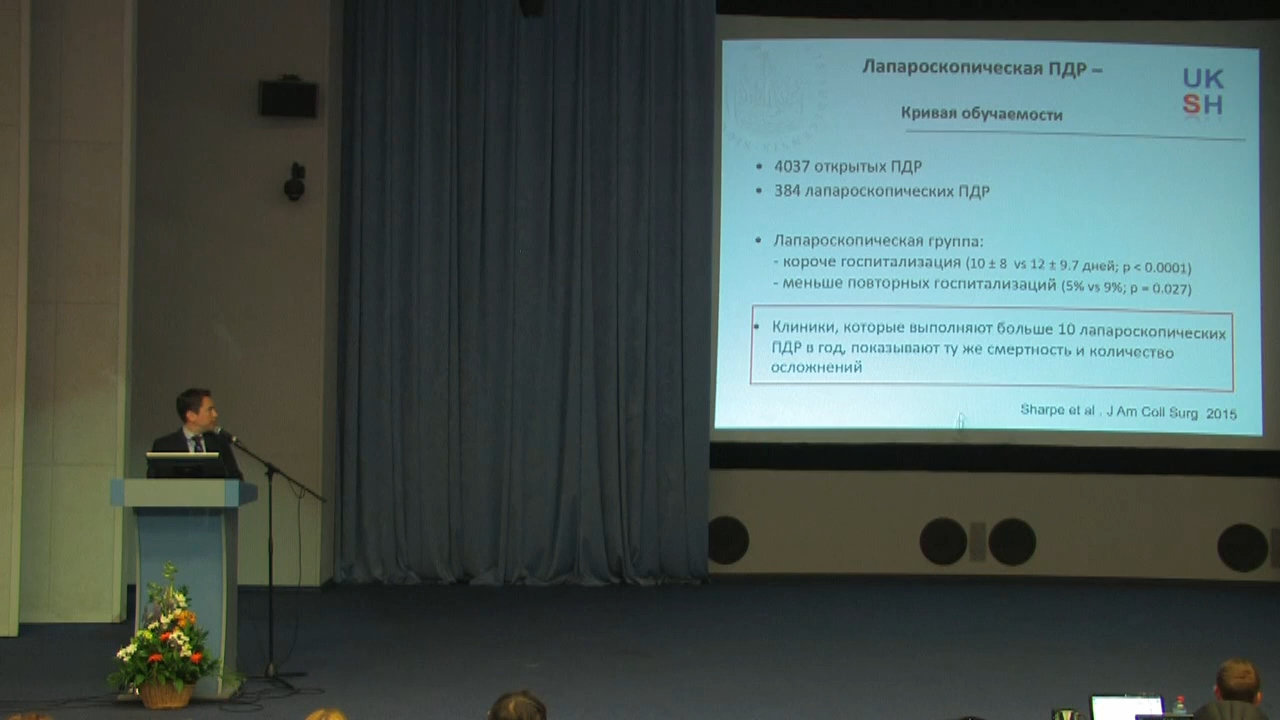 Лапароскопическая ПДР –
UK
SH
Кривая обучаемости
• 4037 открытых ПДР
• 384 лапароскопических ПДР
• Лапароскопическая группа:
- короче госпитализация (10 ± 8 vs 12 ± 9.7 дней; p < 0.0001)
- меньше повторных госпитализаций (5% vs 9%; p = 0.027)
• Клиники, которые выполняют больше 10 лапароскопических
ПДР в год, показывают ту же смертность и количество
осложнений
Sharpe et al . J Am Coll Surg 2015